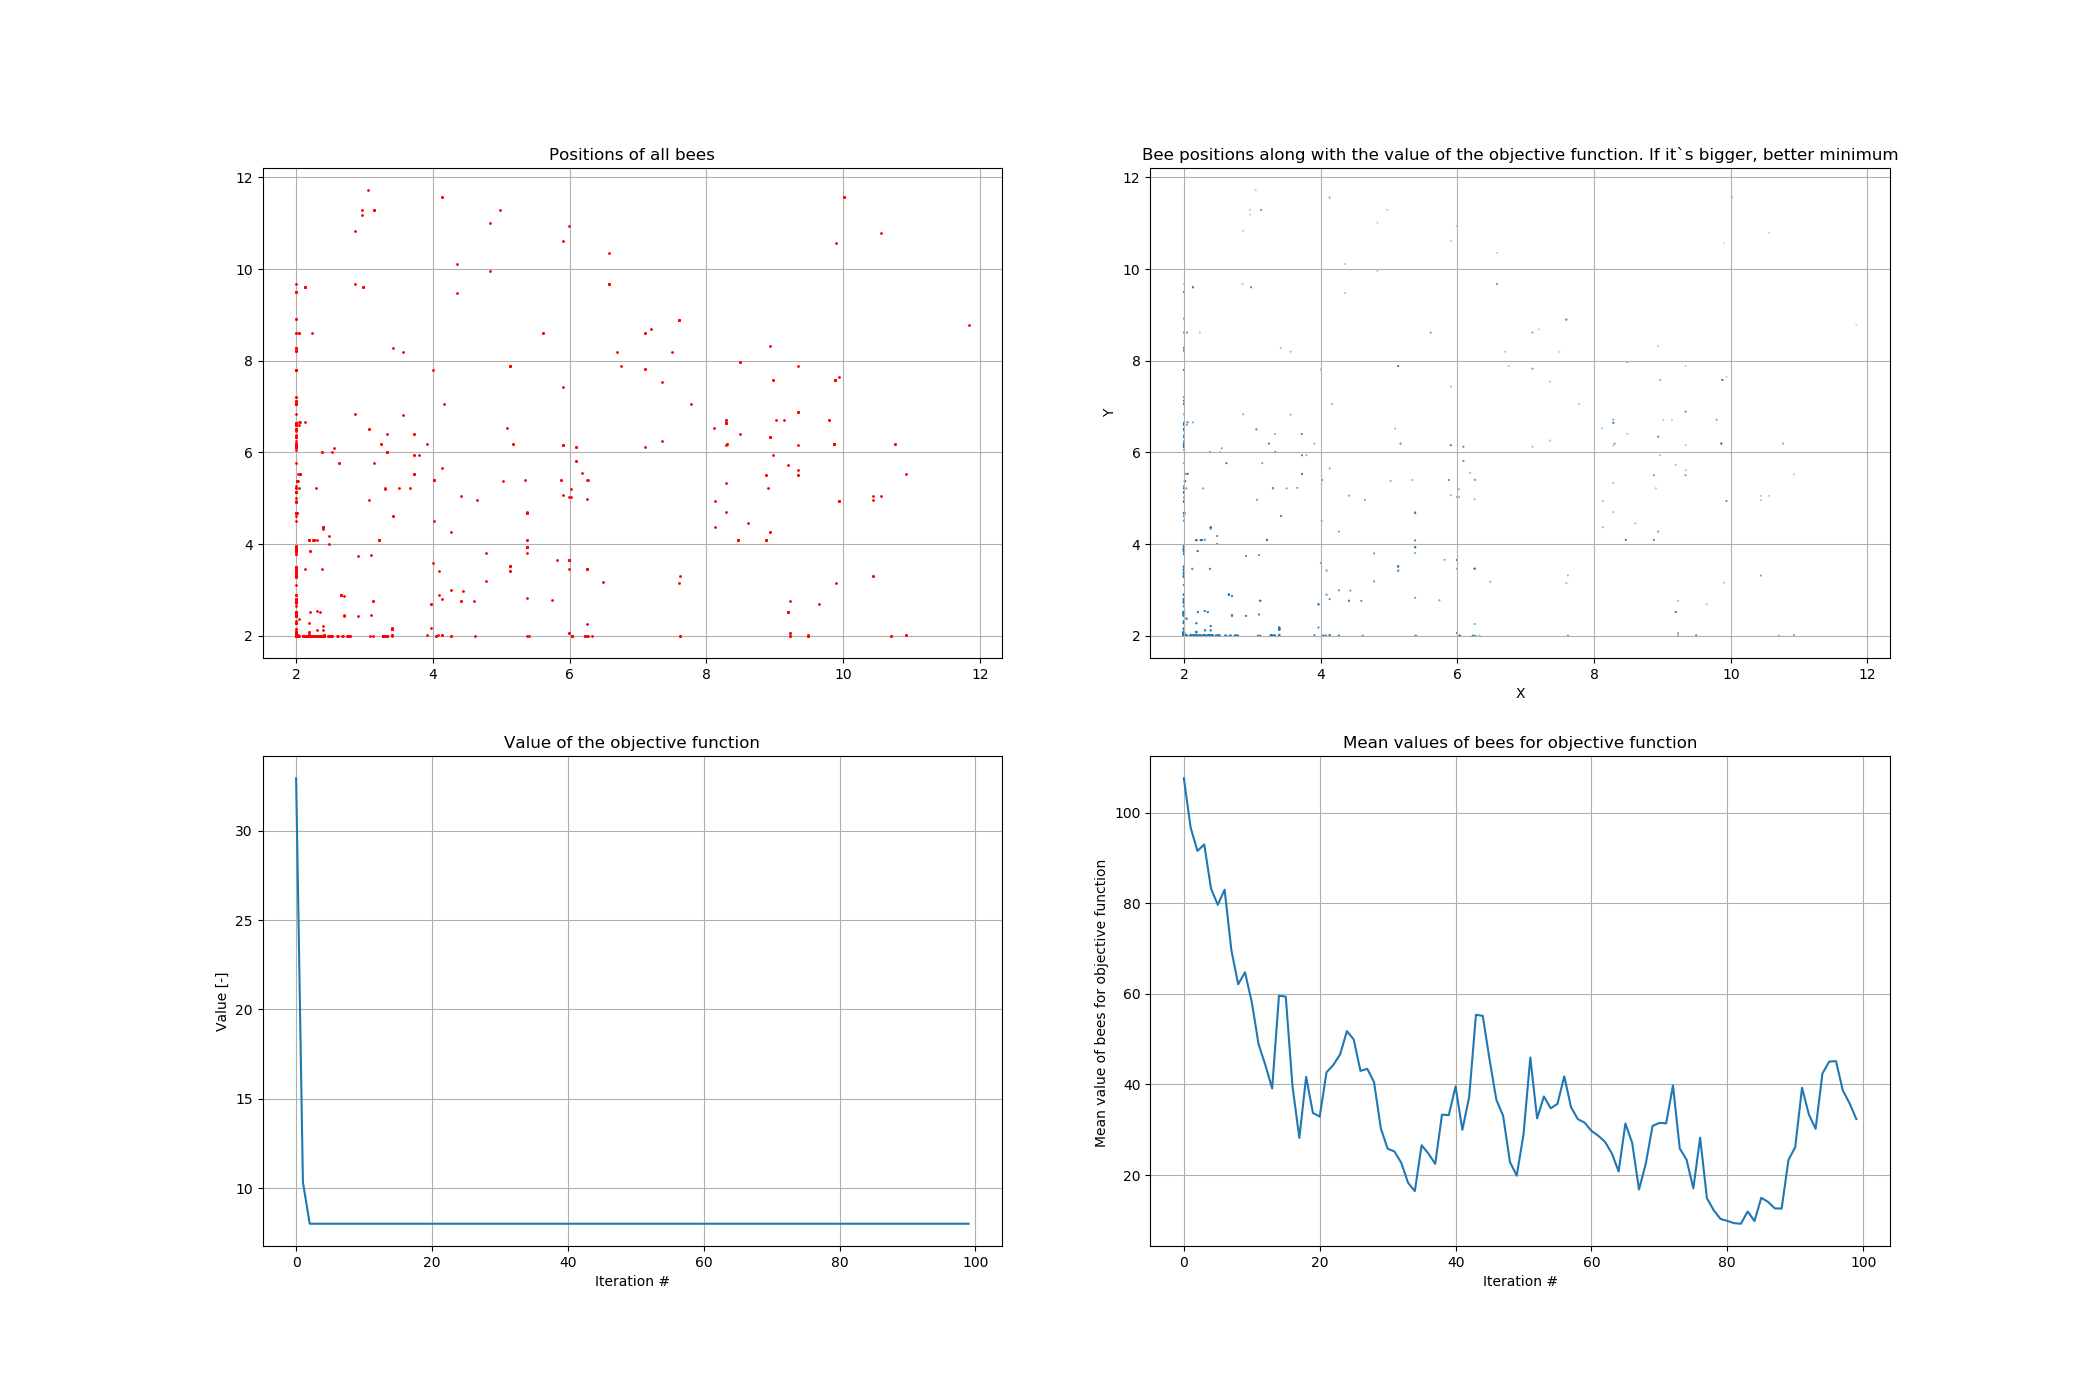 Positions of all bees
12
10
8
6
4
2
2 4 6 8 10 12
Bee positions along with the value of the objective function. If it`s bigger, better minimum
12
10
8
6
4
2
Y
2 4 6 8 10 12
X
Value of the objective function
30
25
20
15
10
Value [-]
0 20 40 60 80 100
Iteration #
Mean values of bees for objective function
100
80
60
40
20
Mean value of bees for objective function
0 20 40 60 80 100
Iteration #